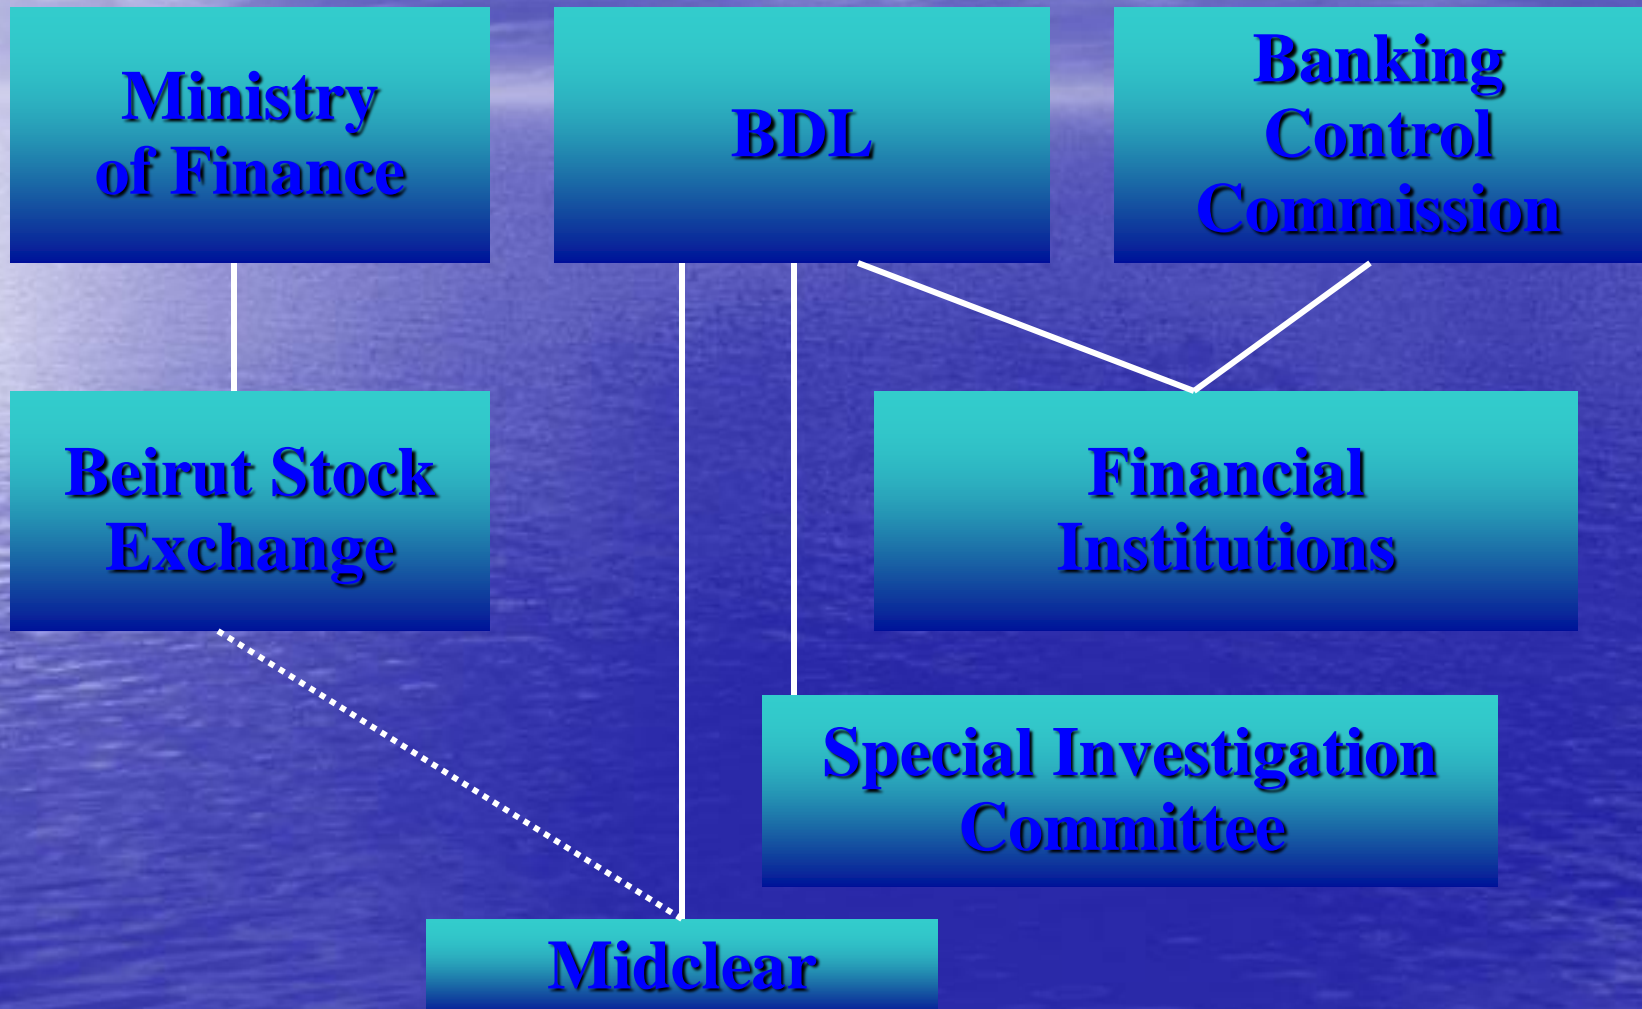 Ministry
of Finance
BDL
Banking
Control
Commission
Beirut Stock
Exchange
Financial
Institutions
Special Investigation
Committee
Midclear